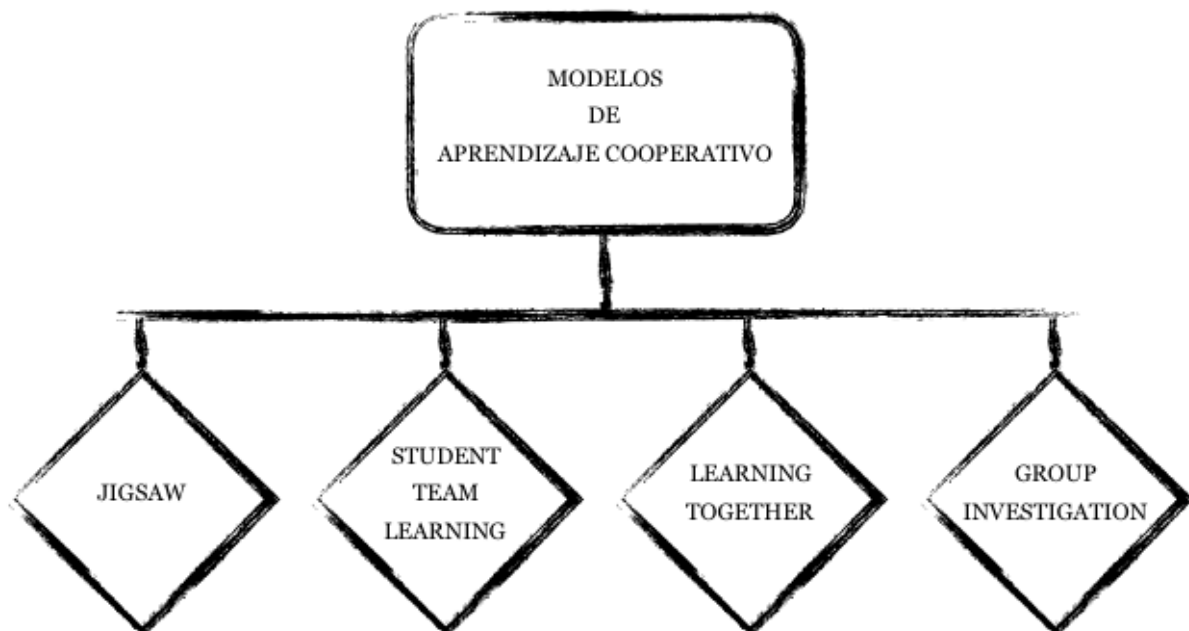 MODELOS
DE
APRENDIZAJE COOPERATIVO
JIGSAW
STUDENT
TEAM
LEARNING
LEARNING
TOGETHER
GROUP
INVESTIGATION